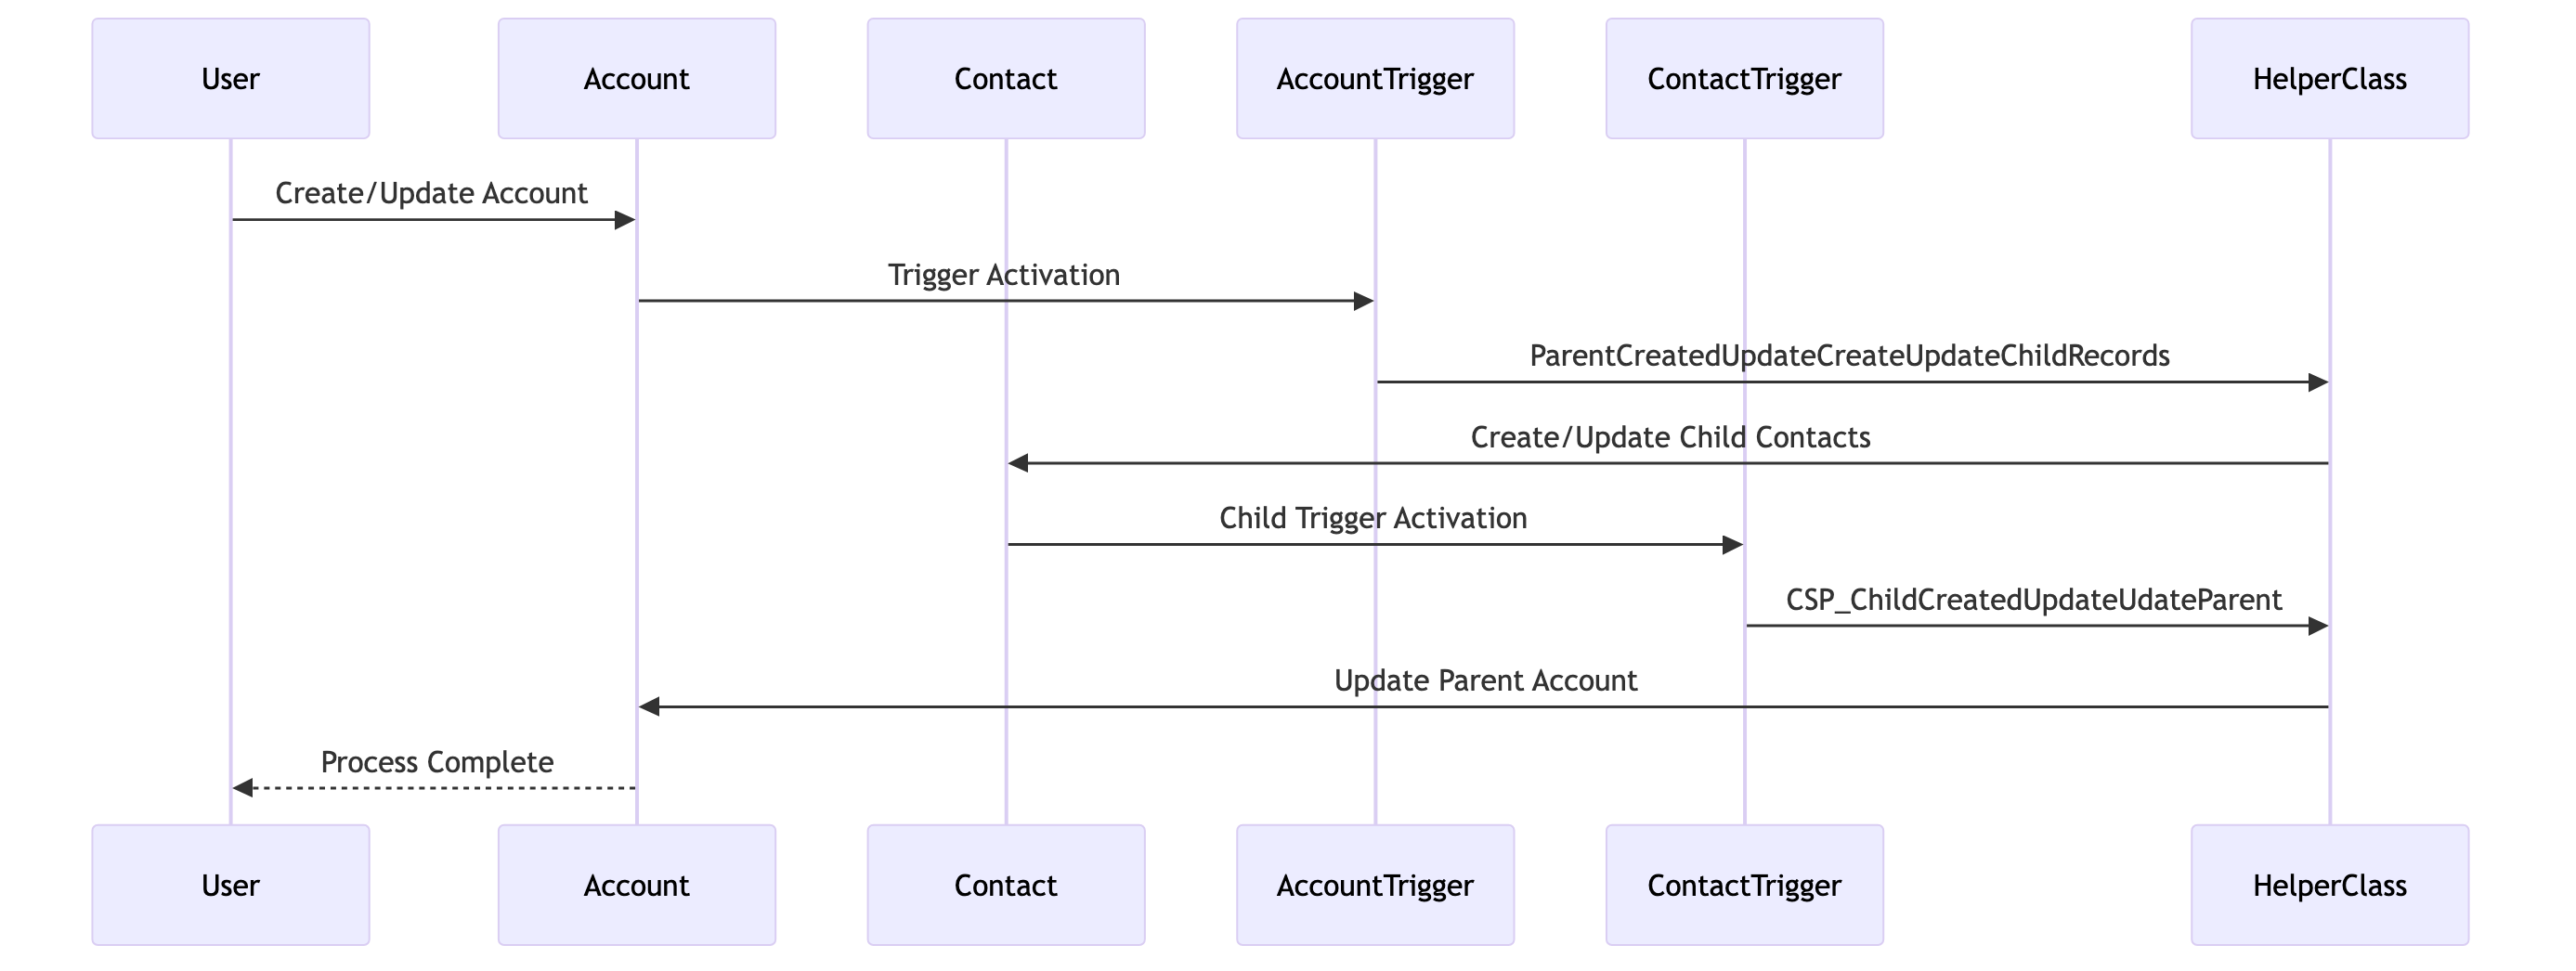 User
Account
Contact
AccountTrigger
ContactTrigger
HelperClass
Create/Update Account
Trigger Activation
ParentCreatedUpdateCreateUpdateChildRecords
Create/Update Child Contacts
Child Trigger Activation
CSP_ChildCreatedUpdateUdateParent
Update Parent Account
Process Complete
User
Account
Contact
AccountTrigger
ContactTrigger
HelperClass